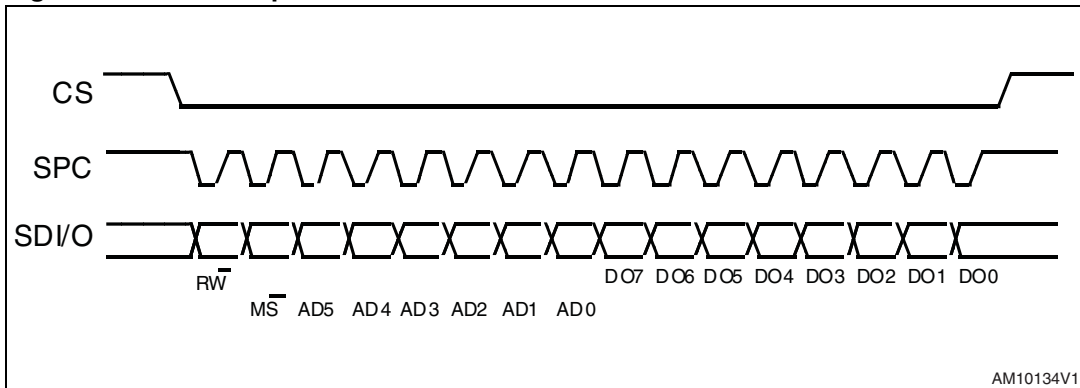 CS
SPC
SDI/O
RW
DO7 DO6 DO5 DO4 DO3 DO2 DO1 DO0
MS AD5 AD4 AD3 AD2 AD1 AD0
AM10134V1